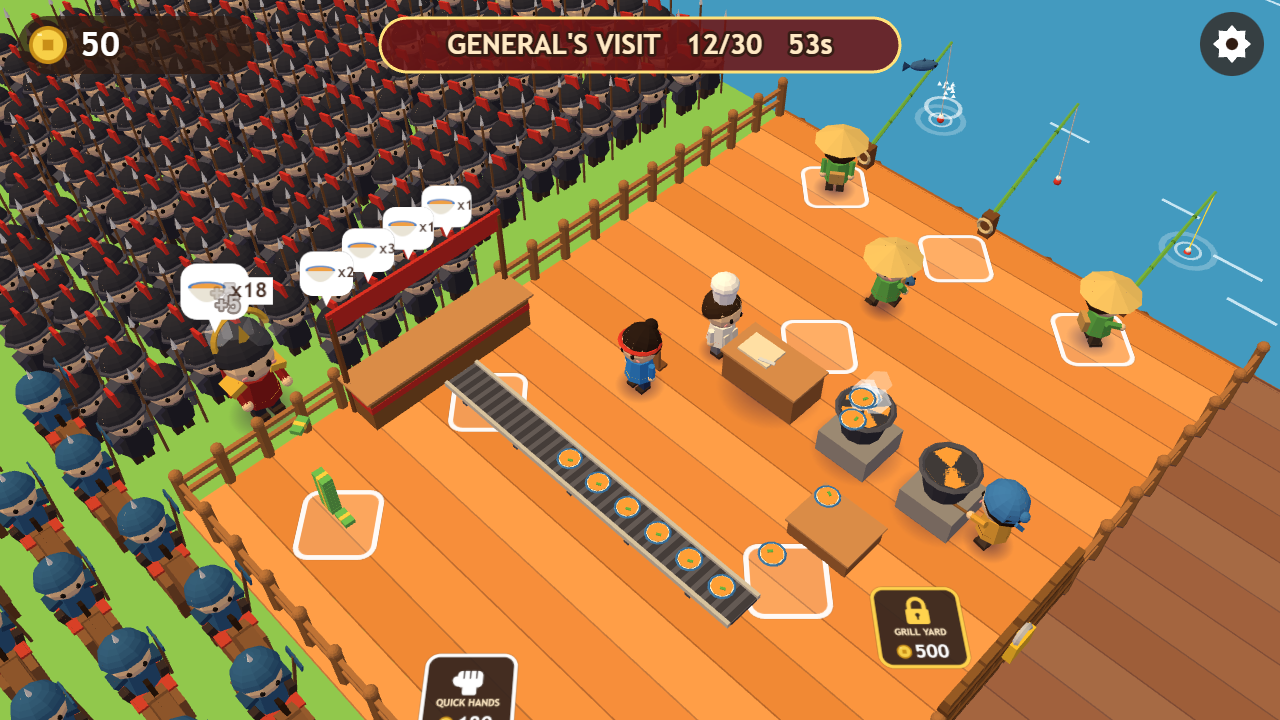 50
GENERAL'S VISIT 12/30 53s
x1
x1
x3
x2
x18
+5
GRILL YARD
500
QUICK HANDS